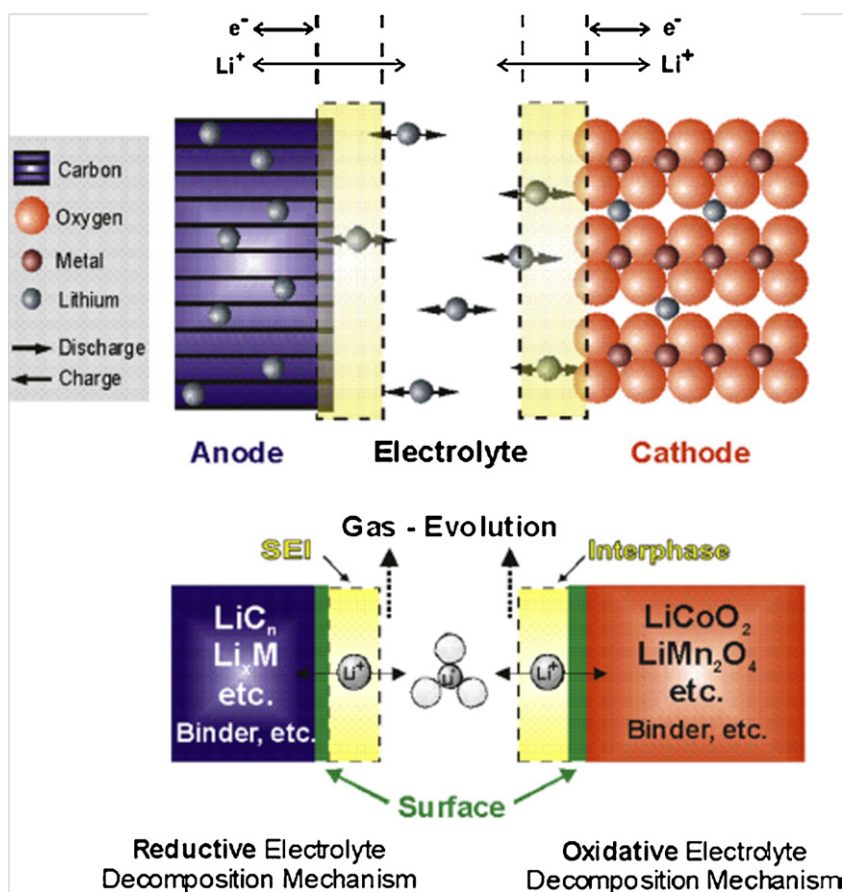 e⁻ e⁻
Li⁺ Li⁺
Carbon
Oxygen
Metal
Lithium
Discharge
Charge
Anode Electrolyte Cathode
Gas - Evolution
SEI Interphase
LiCₙ
LiₓM
etc.
Binder, etc.
Li⁺
Li
Li⁺
LiCoO₂
LiMn₂O₄
etc.
Binder, etc.
Surface
Reductive Electrolyte
Decomposition Mechanism
Oxidative Electrolyte
Decomposition Mechanism